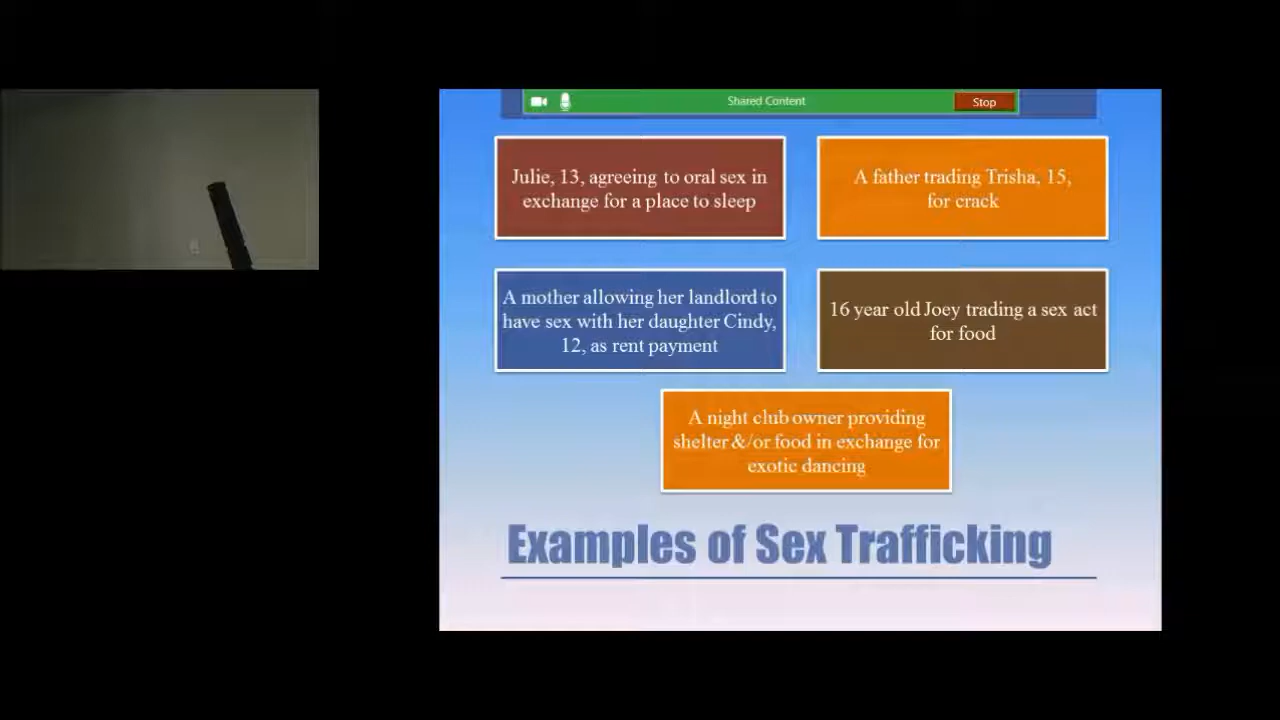 Shared Content
Stop
Julie, 13, agreeing to oral sex in
exchange for a place to sleep
A father trading Trisha, 15,
for crack
A mother allowing her landlord to
have sex with her daughter Cindy,
12, as rent payment
16 year old Joey trading a sex act
for food
A night club owner providing
shelter &/or food in exchange for
exotic dancing
Examples of Sex Trafficking